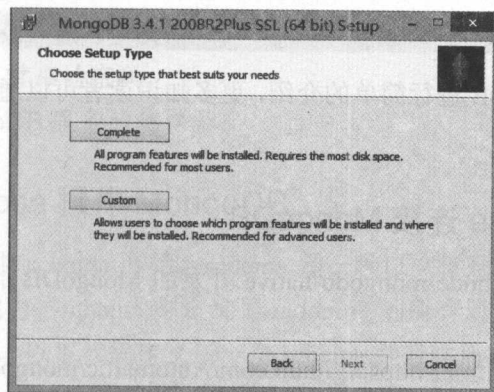 MongoDB 3.4.1 2008R2Plus SSL (64 bit) Setup
Choose Setup Type
Choose the setup type that best suits your needs
Complete
All program features will be installed. Requires the most disk space.
Recommended for most users.
Custom
Allows users to choose which program features will be installed and where
they will be installed. Recommended for advanced users.
Back
Next
Cancel